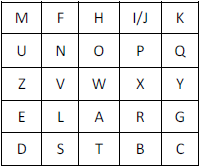 M F H I/J K
U N O P Q
Z V W X Y
E L A R G
D S T B C